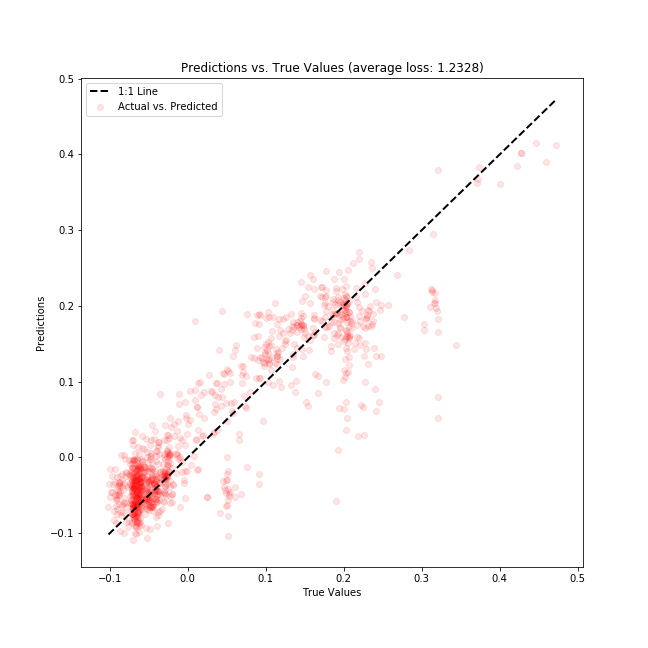 Predictions vs. True Values (average loss: 1.2328)
1:1 Line
Actual vs. Predicted
0.5
0.4
0.3
0.2
0.1
0.0
−0.1
Predictions
−0.1 0.0 0.1 0.2 0.3 0.4 0.5
True Values